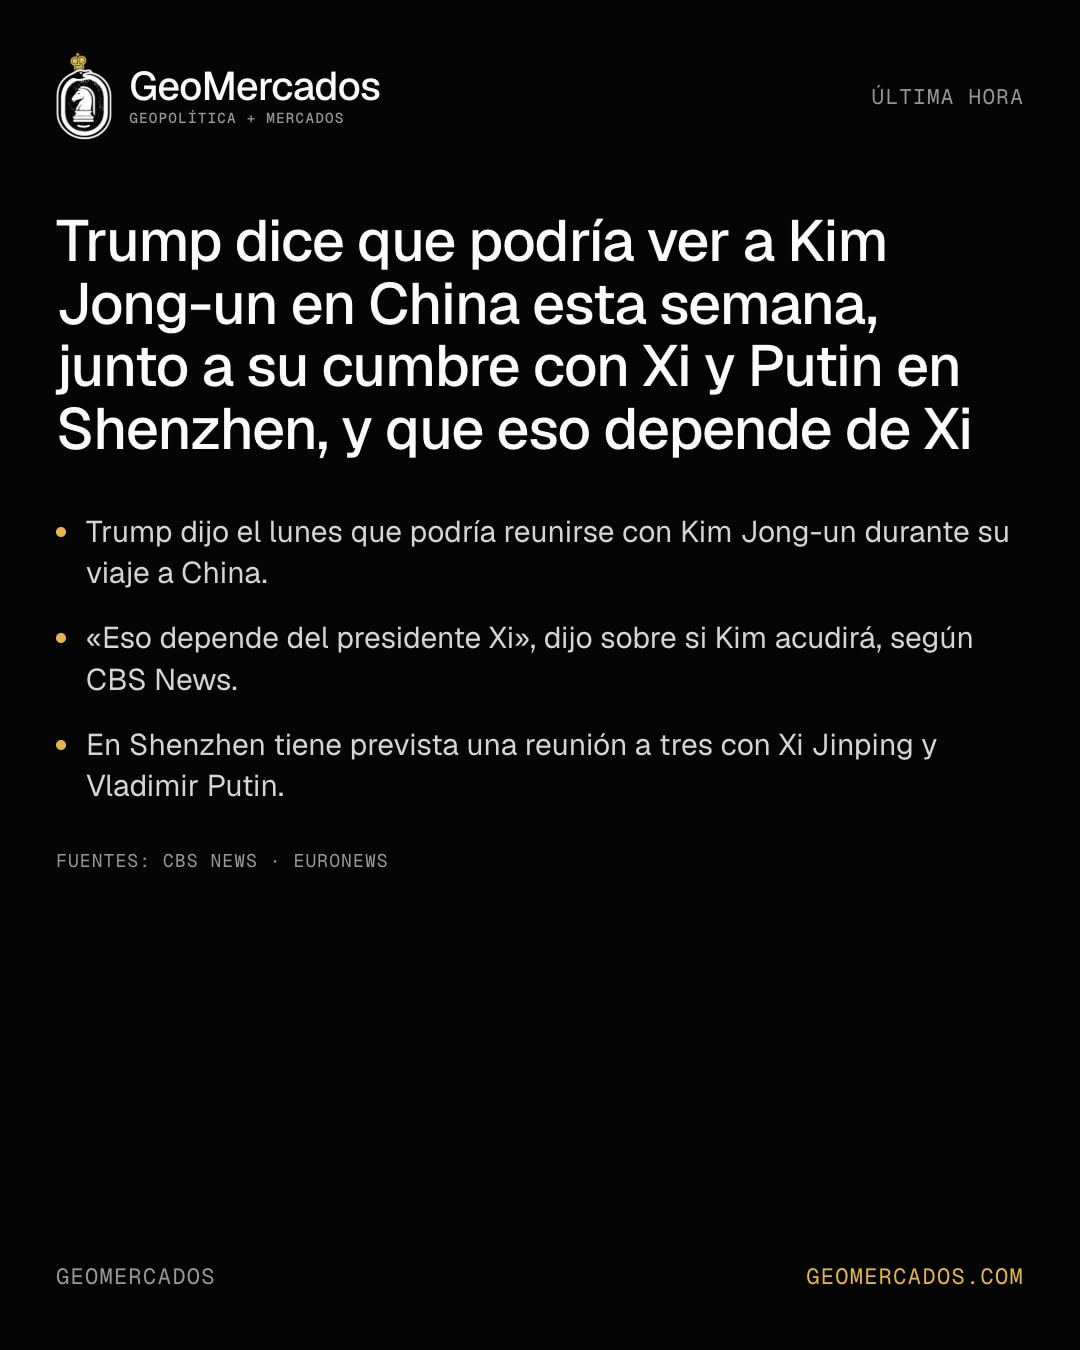 GeoMercados
GEOPOLÍTICA + MERCADOS
ÚLTIMA HORA
Trump dice que podría ver a Kim
Jong-un en China esta semana,
junto a su cumbre con Xi y Putin en
Shenzhen, y que eso depende de Xi
• Trump dijo el lunes que podría reunirse con Kim Jong-un durante su
viaje a China.
• «Eso depende del presidente Xi», dijo sobre si Kim acudirá, según
CBS News.
• En Shenzhen tiene prevista una reunión a tres con Xi Jinping y
Vladimir Putin.
FUENTES: CBS NEWS · EURONEWS
GEOMERCADOS
GEOMERCADOS.COM